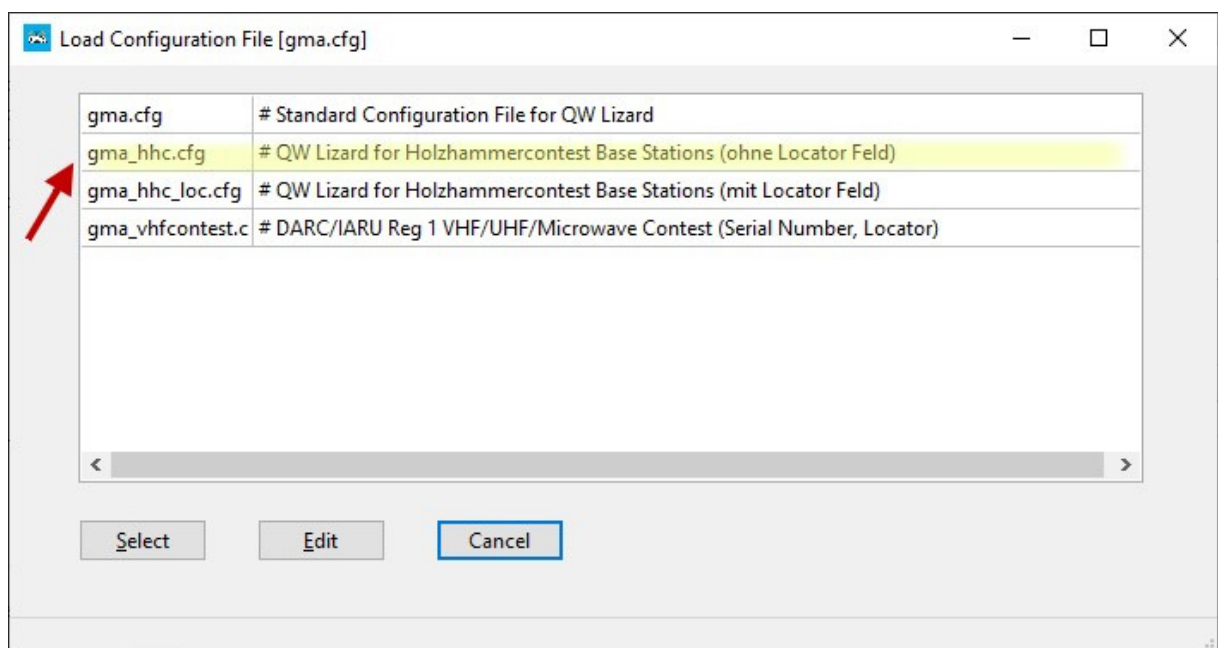 Load Configuration File [gma.cfg]
gma.cfg # Standard Configuration File for QW Lizard
gma_hhc.cfg # QW Lizard for Holzhammercontest Base Stations (ohne Locator Feld)
gma_hhc_loc.cfg # QW Lizard for Holzhammercontest Base Stations (mit Locator Feld)
gma_vhfcontest.c # DARC/IARU Reg 1 VHF/UHF/Microwave Contest (Serial Number, Locator)
Select Edit Cancel